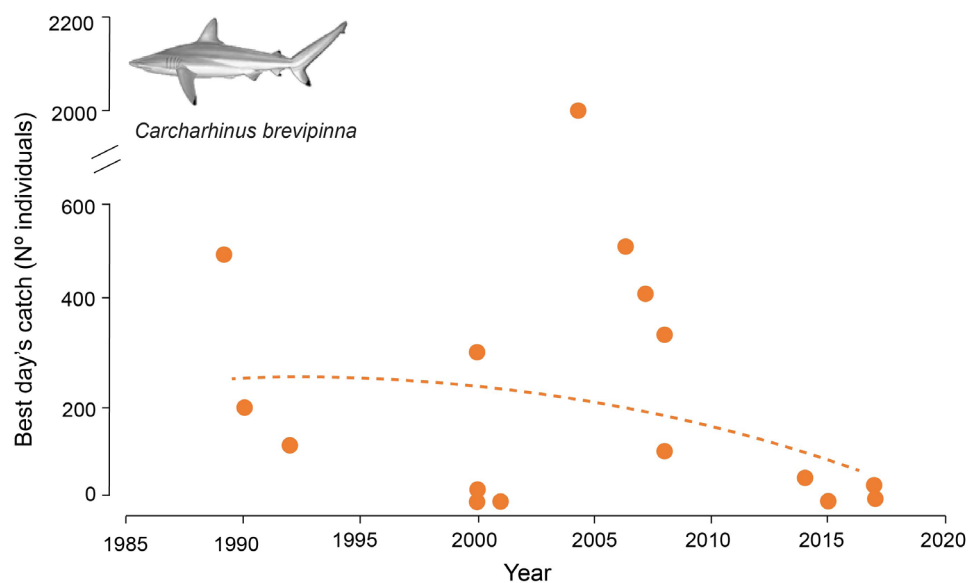 2200
2000
Carcharhinus brevipinna
600
400
200
0
Best day's catch (Nº individuals)
1985 1990 1995 2000 2005 2010 2015 2020
Year